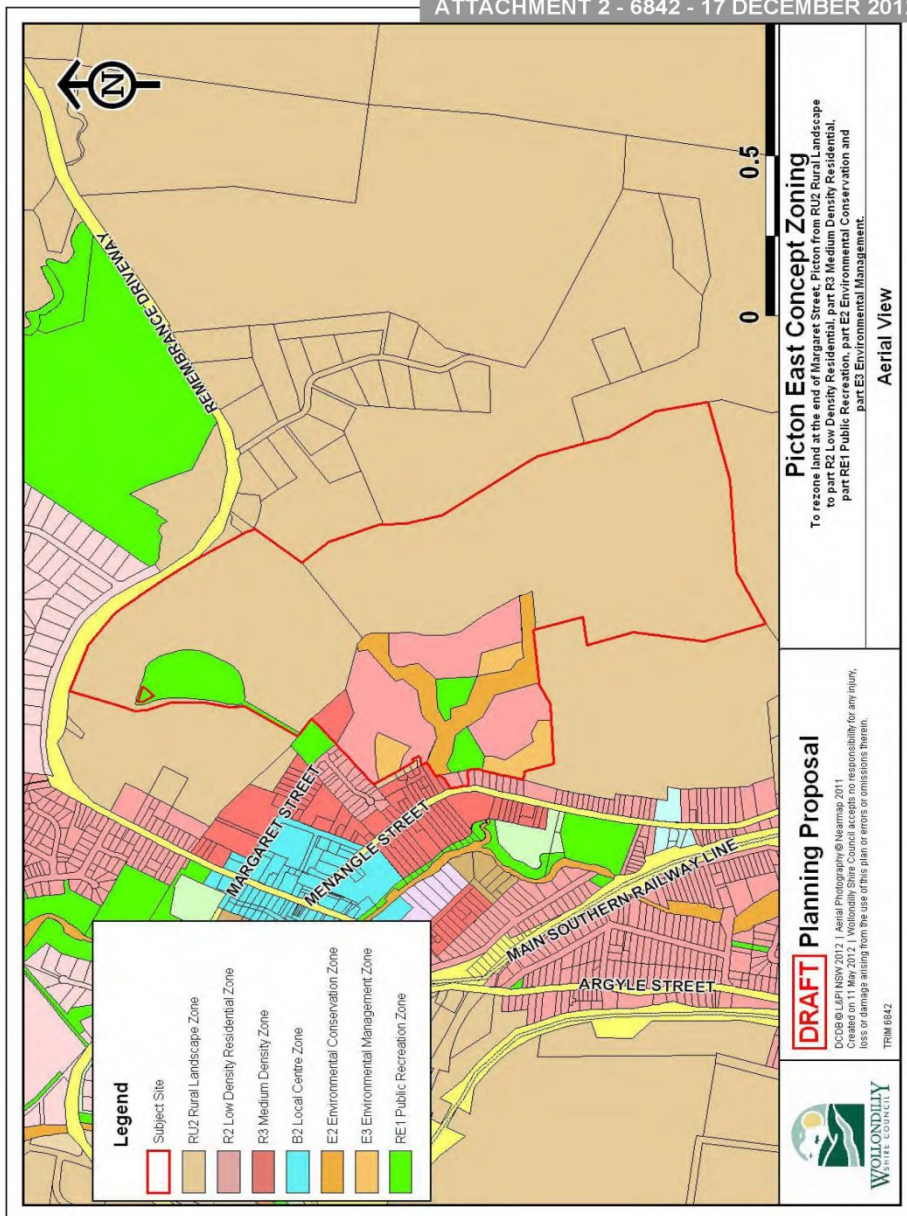 ATTACHMENT 2 - 6842 - 17 DECEMBER 2012
N
REMEMBRANCE DRIVEWAY
MARGARET STREET
MENANGLE STREET
MAIN SOUTHERN RAILWAY LINE
ARGYLE STREET
0
0.5
Legend
Subject Site
RU2 Rural Landscape Zone
R2 Low Density Residential Zone
R3 Medium Density Zone
B2 Local Centre Zone
E2 Environmental Conservation Zone
E3 Environmental Management Zone
RE1 Public Recreation Zone
WOLLONDILLY
SHIRE COUNCIL
DRAFT Planning Proposal
DCDB © L&PI NSW 2012 | Aerial Photography © Nearmap 2011
Created on 11 May 2012 | Wollondilly Shire Council accepts no responsibility for any injury,
loss or damage arising from the use of this plan or errors or omissions therein.
TRIM 6842
Picton East Concept Zoning
To rezone land at the end of Margaret Street, Picton from RU2 Rural Landscape
to part R2 Low Density Residential, part R3 Medium Density Residential,
part RE1 Public Recreation, part E2 Environmental Conservation and
part E3 Environmental Management.
Aerial View